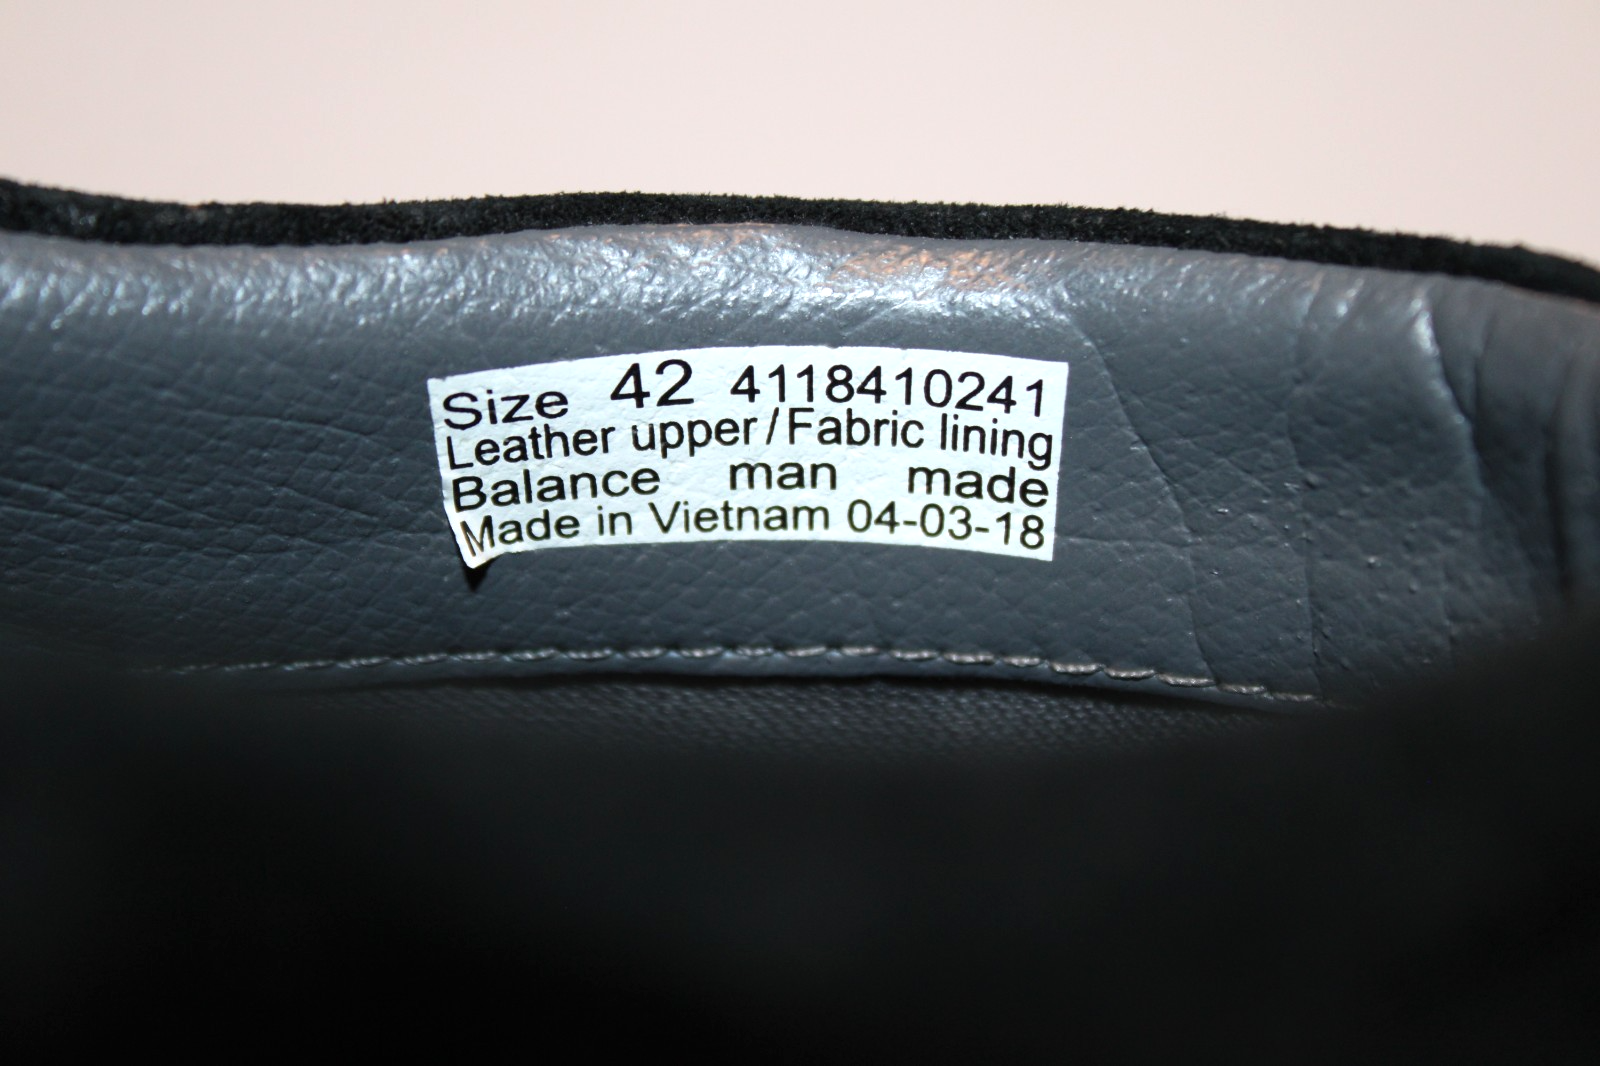 Size 42 4118410241
Leather upper/Fabric lining
Balance man made
Made in Vietnam 04-03-18